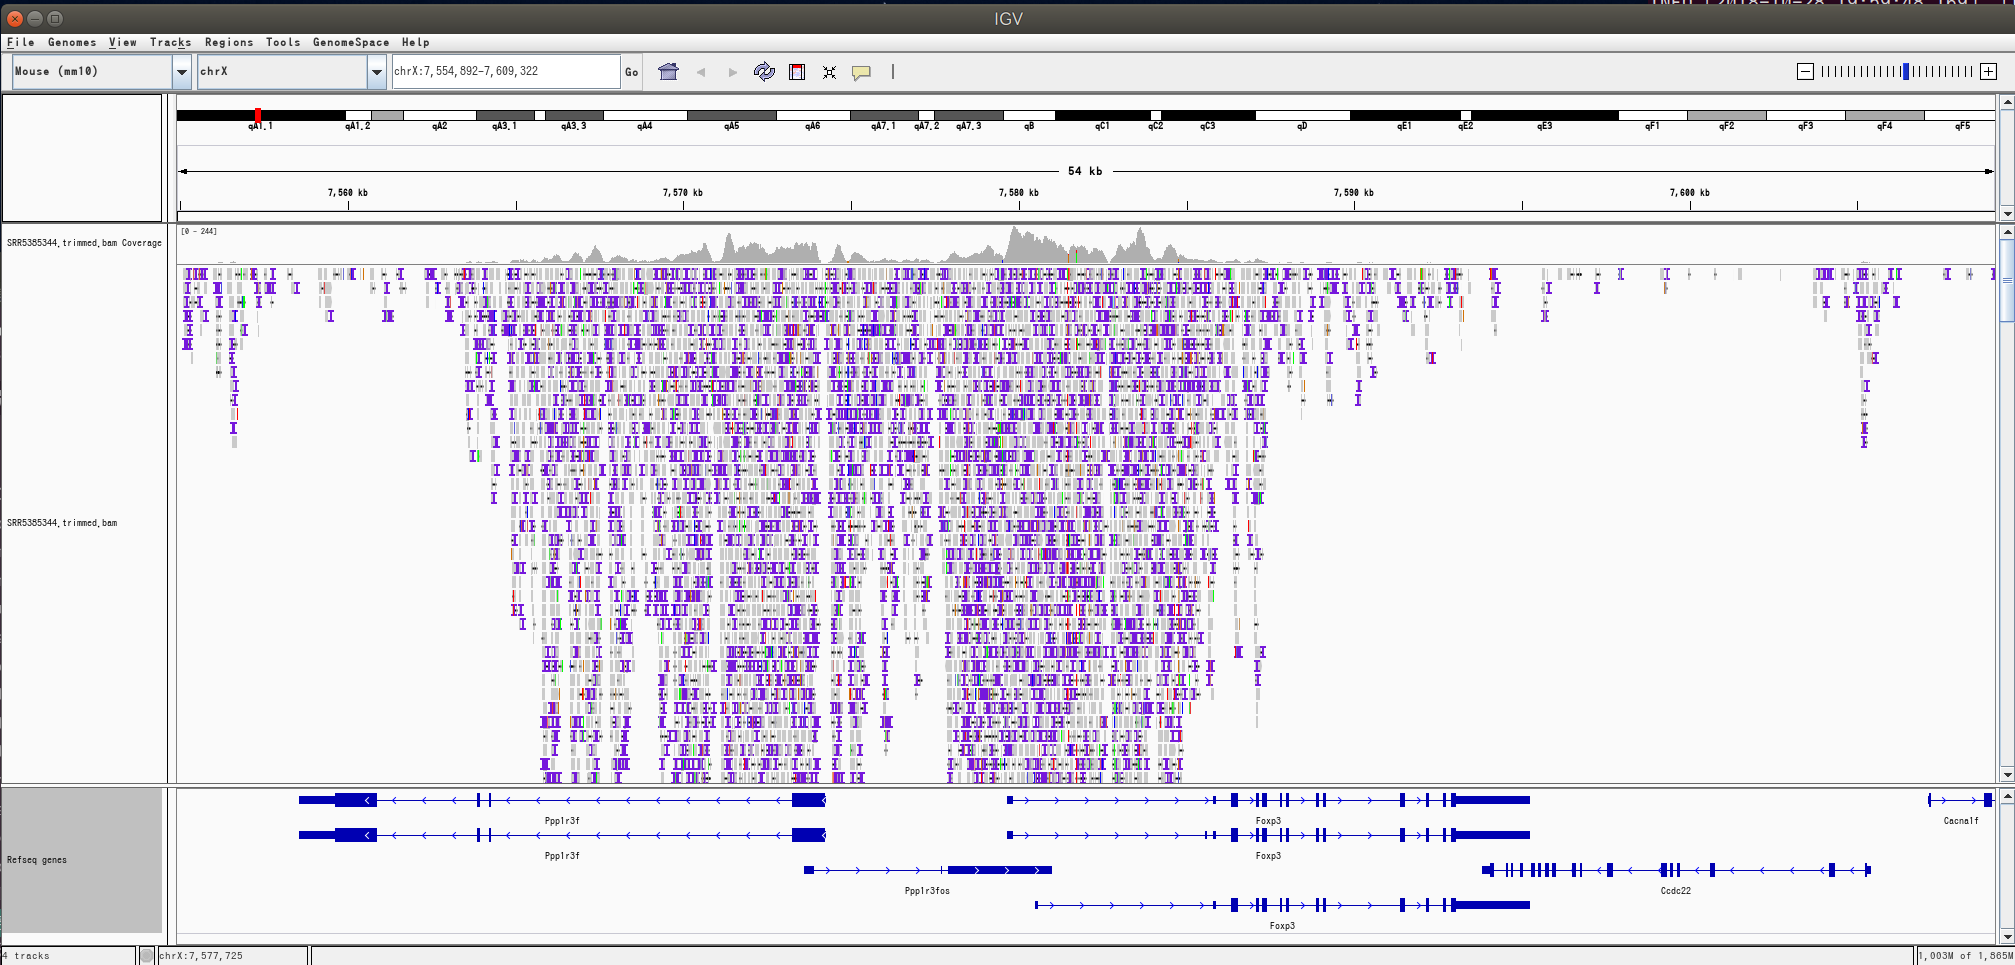 IGV
File Genomes View Tracks Regions Tools GenomeSpace Help
Mouse (mm10) chrX chrX:7,554,892-7,609,322 Go
qA1.1 qA1.2 qA2 qA3.1 qA3.3 qA4 qA5 qA6 qA7.1 qA7.2 qA7.3 qB qC1 qC2 qC3 qD qE1 qE2 qE3 qF1 qF2 qF3 qF4 qF5
54 kb
7,560 kb 7,570 kb 7,580 kb 7,590 kb 7,600 kb
SRR5385344.trimmed.bam Coverage
[0 - 244]
SRR5385344.trimmed.bam
Ppp1r3f Foxp3 Cacna1f
Ppp1r3f Foxp3
Refseq genes
Ppp1r3fos Ccdc22
Foxp3
4 tracks chrX:7,577,725 1,003M of 1,865M